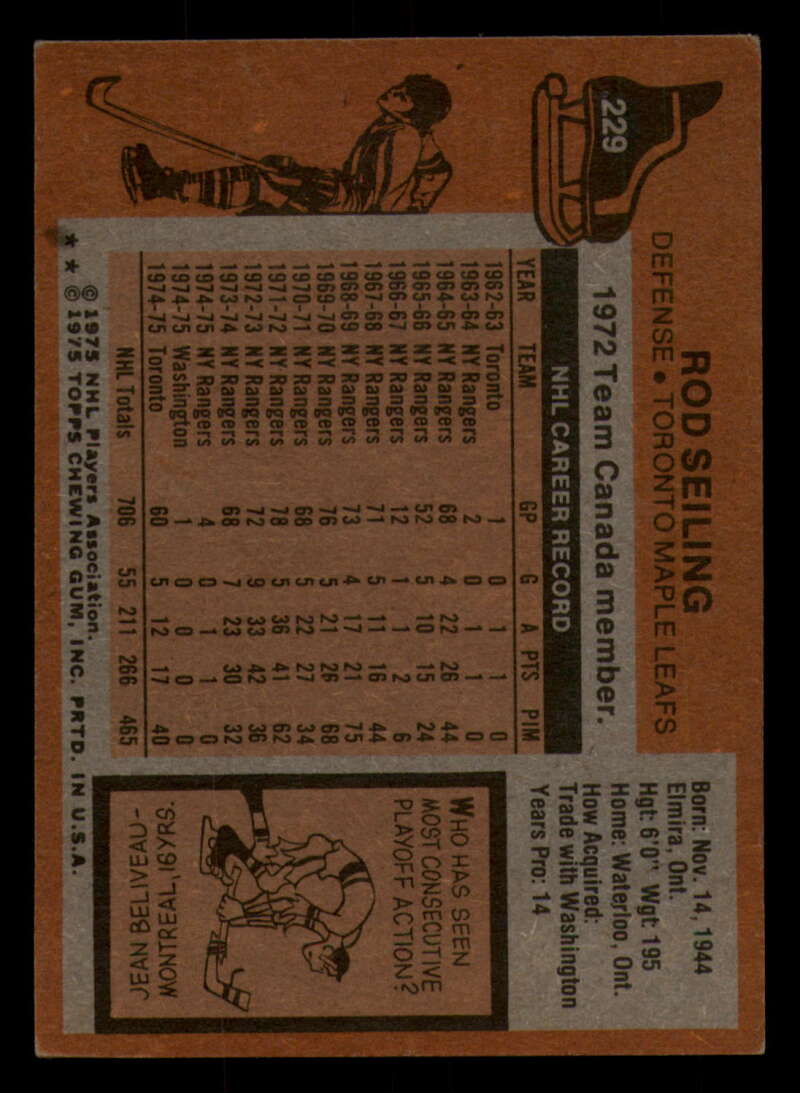 229
ROD SEILING
DEFENSE • TORONTO MAPLE LEAFS
1972 Team Canada member.
NHL CAREER RECORD
YEAR TEAM GP G A PTS PIM
1962-63 Toronto 1 0 1 1 0
1963-64 NY Rangers 2 0 1 1 0
1964-65 NY Rangers 68 4 22 26 44
1965-66 NY Rangers 52 5 10 15 24
1966-67 NY Rangers 12 1 1 2 6
1967-68 NY Rangers 71 5 11 16 44
1968-69 NY Rangers 73 4 17 21 75
1969-70 NY Rangers 76 5 21 26 68
1970-71 NY Rangers 68 5 22 27 34
1971-72 NY Rangers 78 5 36 41 62
1972-73 NY Rangers 72 9 33 42 36
1973-74 NY Rangers 68 7 23 30 32
1974-75 NY Rangers 4 0 1 1 0
1974-75 Washington 1 0 0 0 0
1974-75 Toronto 60 5 12 17 40
NHL Totals 706 55 211 266 465
Born: Nov. 14, 1944
Elmira, Ont.
Hgt: 6'0" Wgt: 195
Home: Waterloo, Ont.
How Acquired:
Trade with Washington
Years Pro: 14
WHO HAS SEEN
MOST CONSECUTIVE
PLAYOFF ACTION?
JEAN BELIVEAU-
MONTREAL, 16 YRS.
© 1975 NHL Players Association.
★ ★ © 1975 TOPPS CHEWING GUM, INC. PRTD. IN U.S.A.